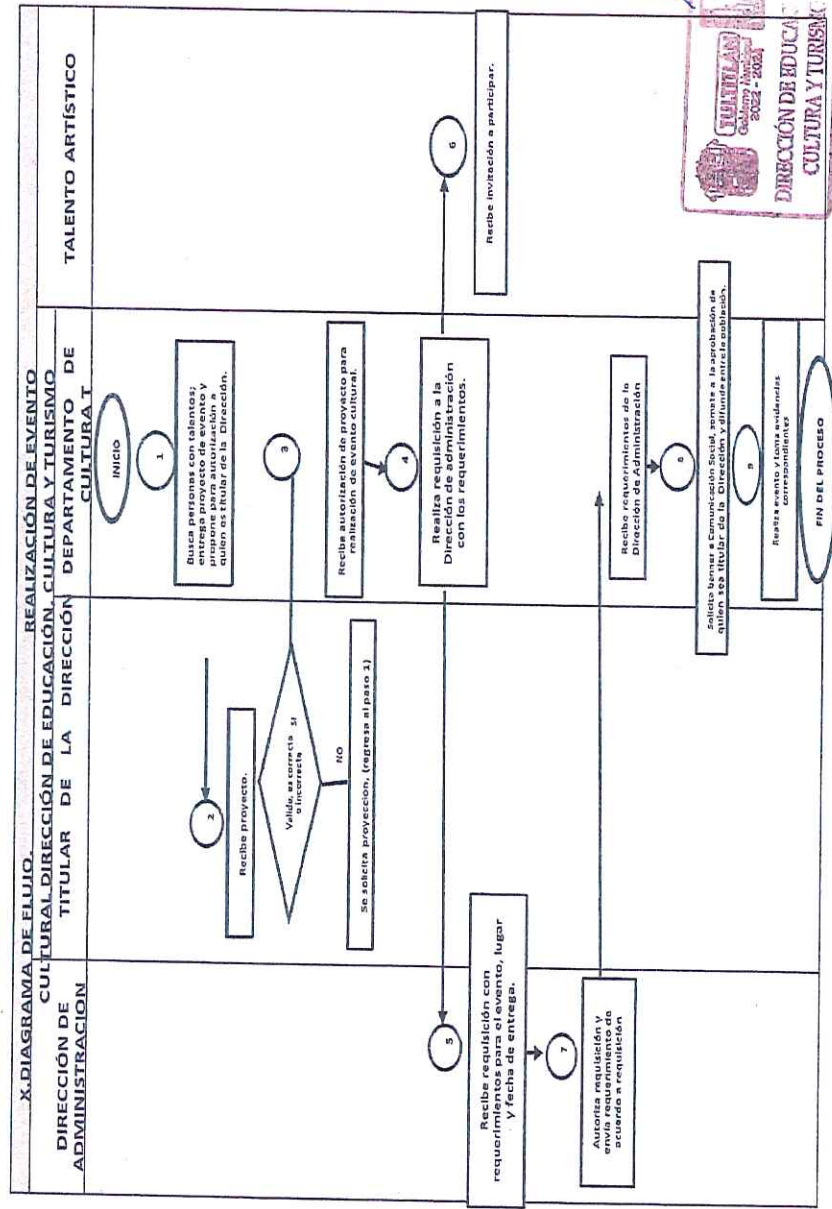 X.DIAGRAMA DE FLUJO.
REALIZACIÓN DE EVENTO
CULTURAL.DIRECCIÓN DE EDUCACIÓN, CULTURA Y TURISMO
DIRECCIÓN DE
ADMINISTRACION
TITULAR DE LA DIRECCIÓN
DEPARTAMENTO DE
CULTURA T
TALENTO ARTÍSTICO
INICIO
1
Busca personas con talentos;
entrega proyecto de evento y
propone para autorización a
quien es titular de la Dirección.
2
Recibe proyecto.
Valida, es correcta
o incorrecta
SI
NO
Se solicita proyeccion, (regresa al paso 1)
3
Recibe autorización de proyecto para
realización de evento cultural.
4
Realiza requisición a la
Dirección de administración
con los requerimientos.
5
Recibe requisición con
requerimientos para el evento, lugar
y fecha de entrega.
6
Recibe invitación a participar.
7
Autoriza requisición y
envía requerimiento de
acuerdo a requisición
Recibe requerimientos de la
Dirección de Administración
8
Solicita banner a Comunicación Social, somete a la aprobación de
quien sea titular de la Dirección y difunde entre la población.
9
Realiza evento y toma evidencias
correspondientes
FIN DEL PROCESO
TULTITLAN
Gobierno Municipal
2022 - 2024
DIRECCIÓN DE EDUCA
CULTURA Y TURISMO